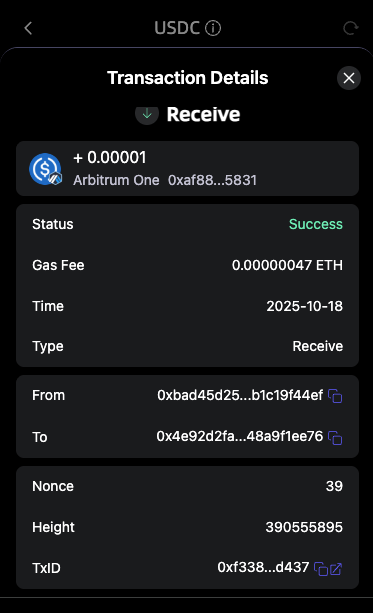 USDC
Transaction Details
Receive
+ 0.00001
Arbitrum One 0xaf88...5831
Status Success
Gas Fee 0.00000047 ETH
Time 2025-10-18
Type Receive
From 0xbad45d25...b1c19f44ef
To 0x4e92d2fa...48a9f1ee76
Nonce 39
Height 390555895
TxID 0xf338...d437